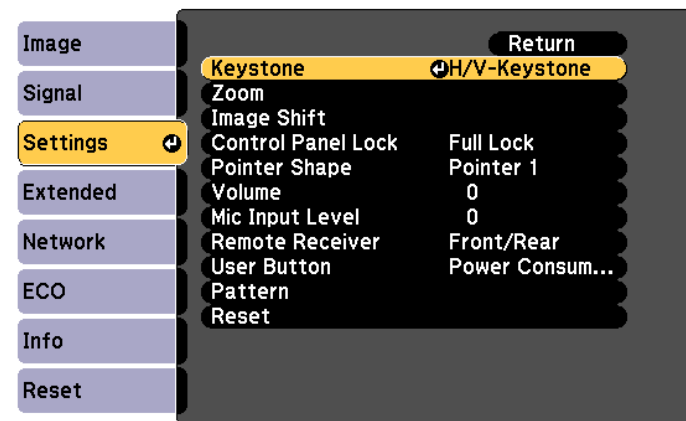 Image
Signal
Settings
Extended
Network
ECO
Info
Reset
Return
Keystone H/V-Keystone
Zoom
Image Shift
Control Panel Lock Full Lock
Pointer Shape Pointer 1
Volume 0
Mic Input Level 0
Remote Receiver Front/Rear
User Button Power Consum...
Pattern
Reset